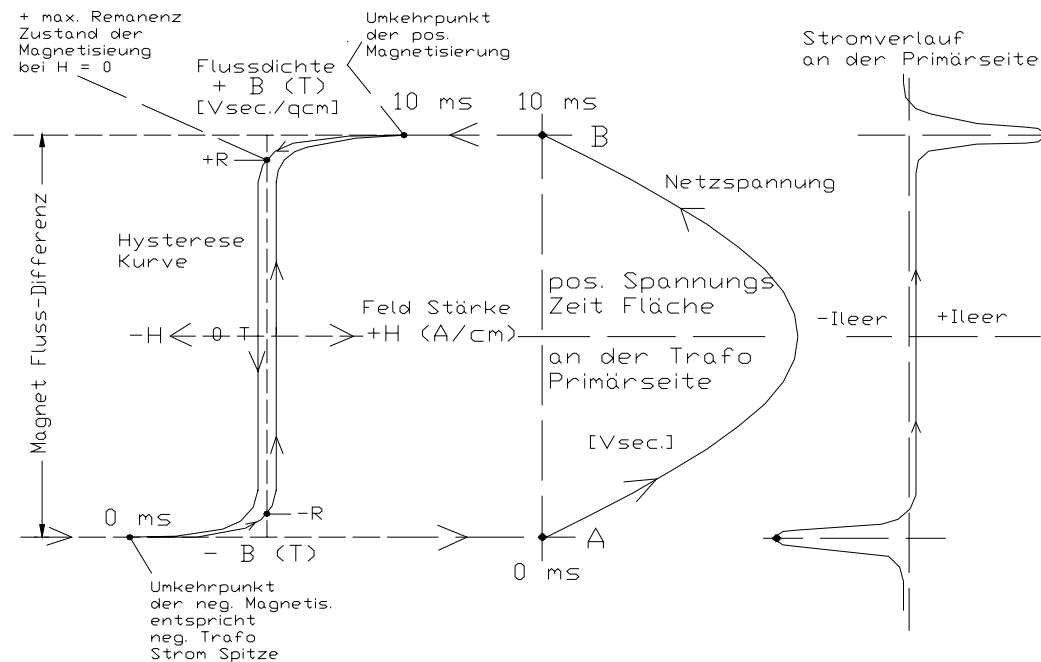 + max. Remanenz
Zustand der
Magnetisieung
bei H = 0
Umkehrpunkt
der pos.
Magnetisierung
Flussdichte
+ B (T)
[Vsec./qcm]
10 ms
10 ms
B
Stromverlauf
an der Primärseite
+R
Netzspannung
Magnet Fluss-Differenz
Hysterese
Kurve
pos. Spannungs
Zeit Fläche
Feld Stärke
-H
0 T
+H (A/cm)
-Ileer
+Ileer
an der Trafo
Primärseite
[Vsec.]
-R
0 ms
- B (T)
A
0 ms
Umkehrpunkt
der neg. Magnetis.
entspricht
neg. Trafo
Strom Spitze